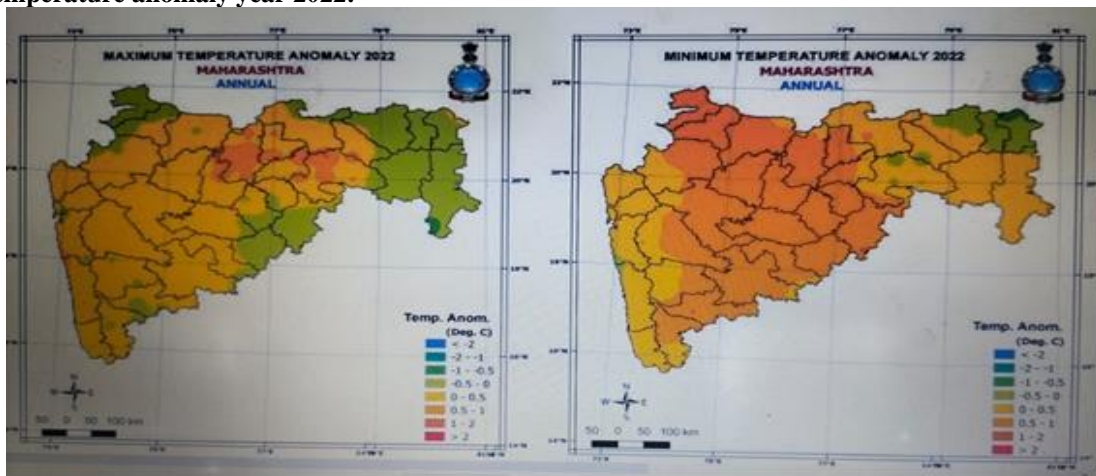 emperature anomaly year 2022:
MAXIMUM TEMPERATURE ANOMALY 2022
MAHARASHTRA
ANNUAL
Temp. Anom.
(Deg. C)
< -2
-2 - -1
-1 - -0.5
-0.5 - 0
0 - 0.5
0.5 - 1
1 - 2
> 2
N
W E
50 0 50 100 km
MINIMUM TEMPERATURE ANOMALY 2022
MAHARASHTRA
ANNUAL
Temp. Anom.
(Deg. C)
< -2
-2 - -1
-1 - -0.5
-0.5 - 0
0 - 0.5
0.5 - 1
1 - 2
> 2
N
W E
50 0 50 100 km